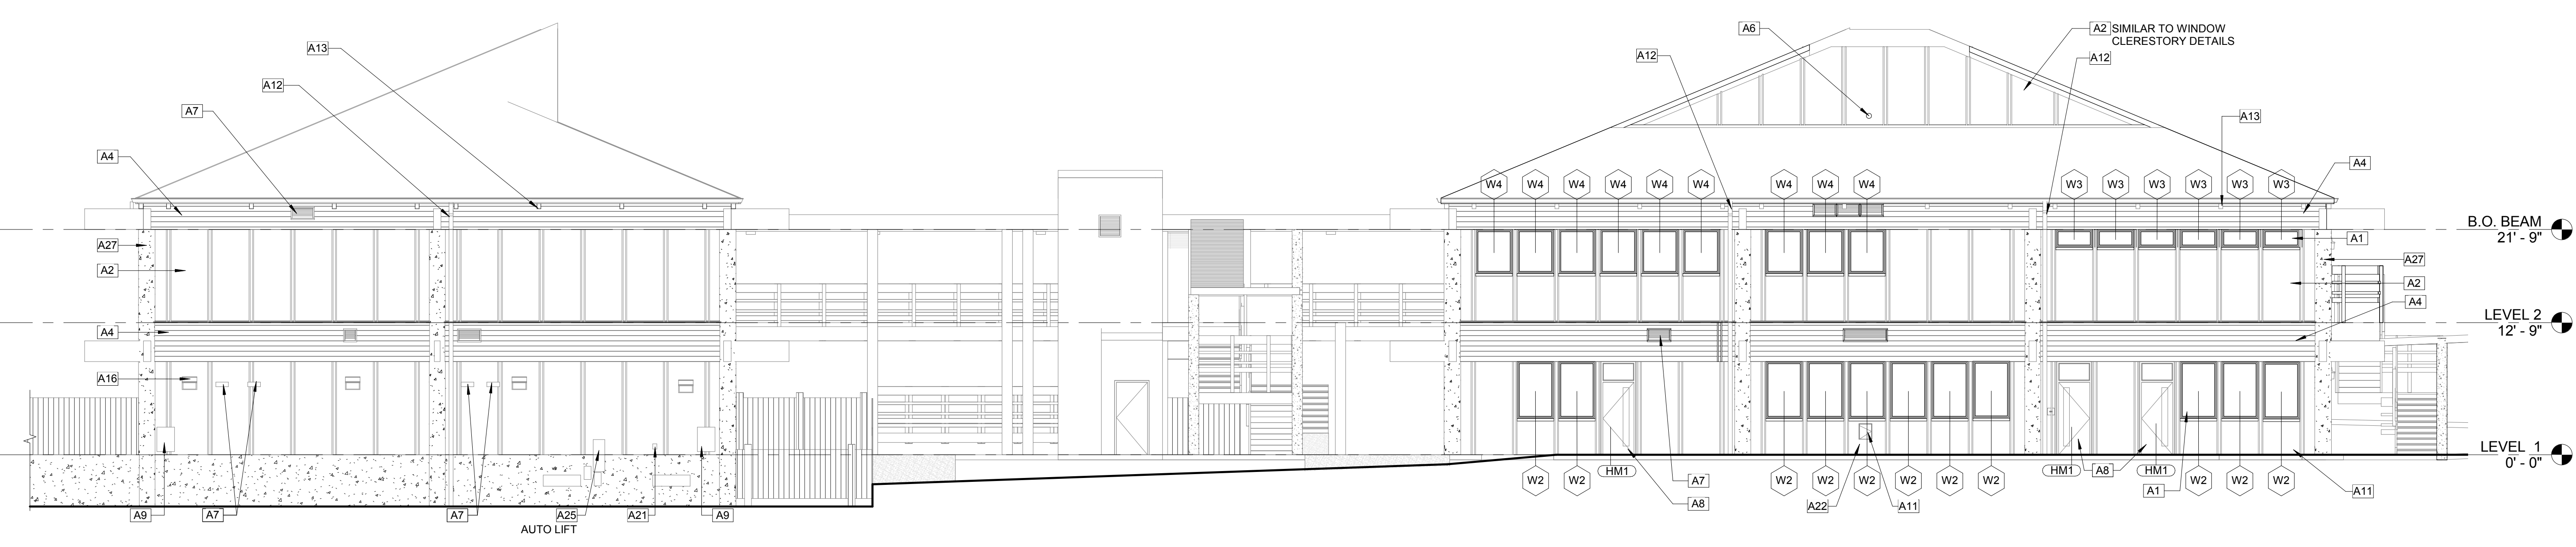 A13
A12
A7
A4
A27
A2
A4
A16
A9
A7
A7
A25
AUTO LIFT
A21
A9
A6
A2 SIMILAR TO WINDOW
CLERESTORY DETAILS
A12
A12
A13
A4
W4 W4 W4 W4 W4 W4 W4 W4 W4 W3 W3 W3 W3 W3 W3
B.O. BEAM
21' - 9"
A1
A27
A2
A4
LEVEL 2
12' - 9"
LEVEL 1
0' - 0"
HM1 HM1 A8 HM1
W2 W2 W2 W2 W2 W2 W2 W2 W2 W2 W2
A7
A1
A11
A8
A22
A11